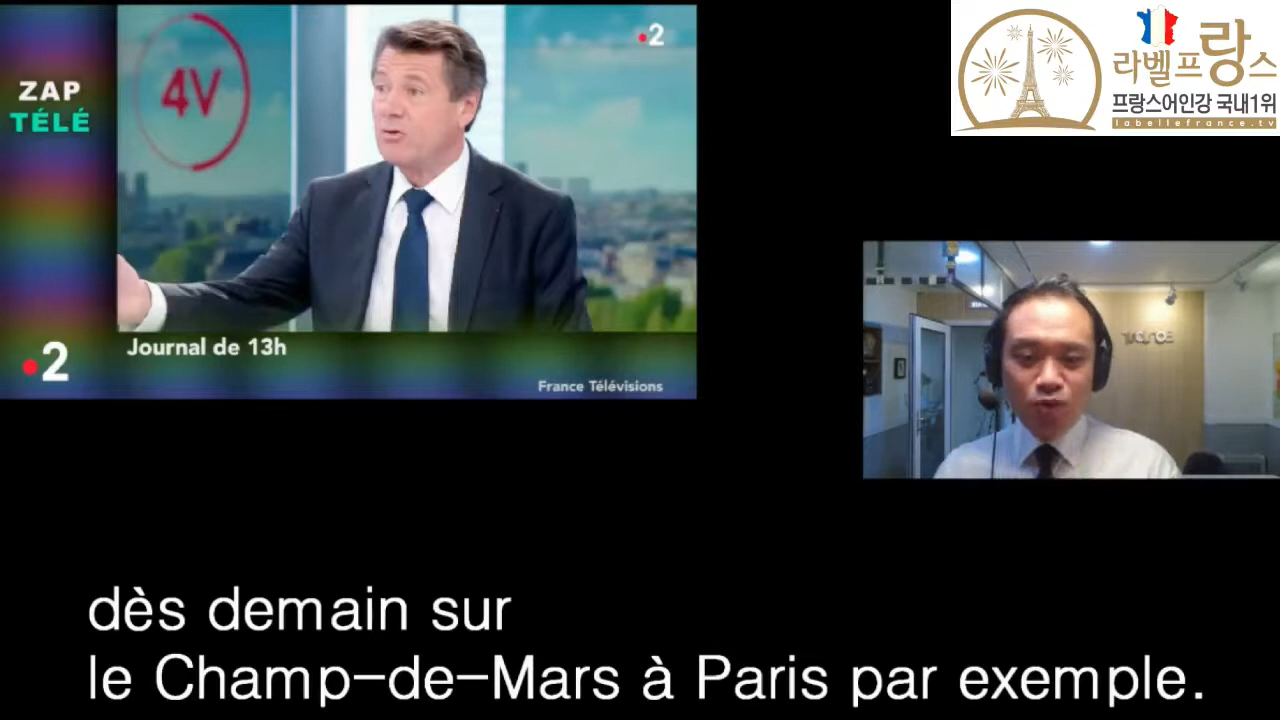 ZAP
TÉLÉ
4V
2
2
Journal de 13h
France Télévisions
라벨프랑스
프랑스어인강 국내1위
labellefrance.tv
dès demain sur
le Champ-de-Mars à Paris par exemple.